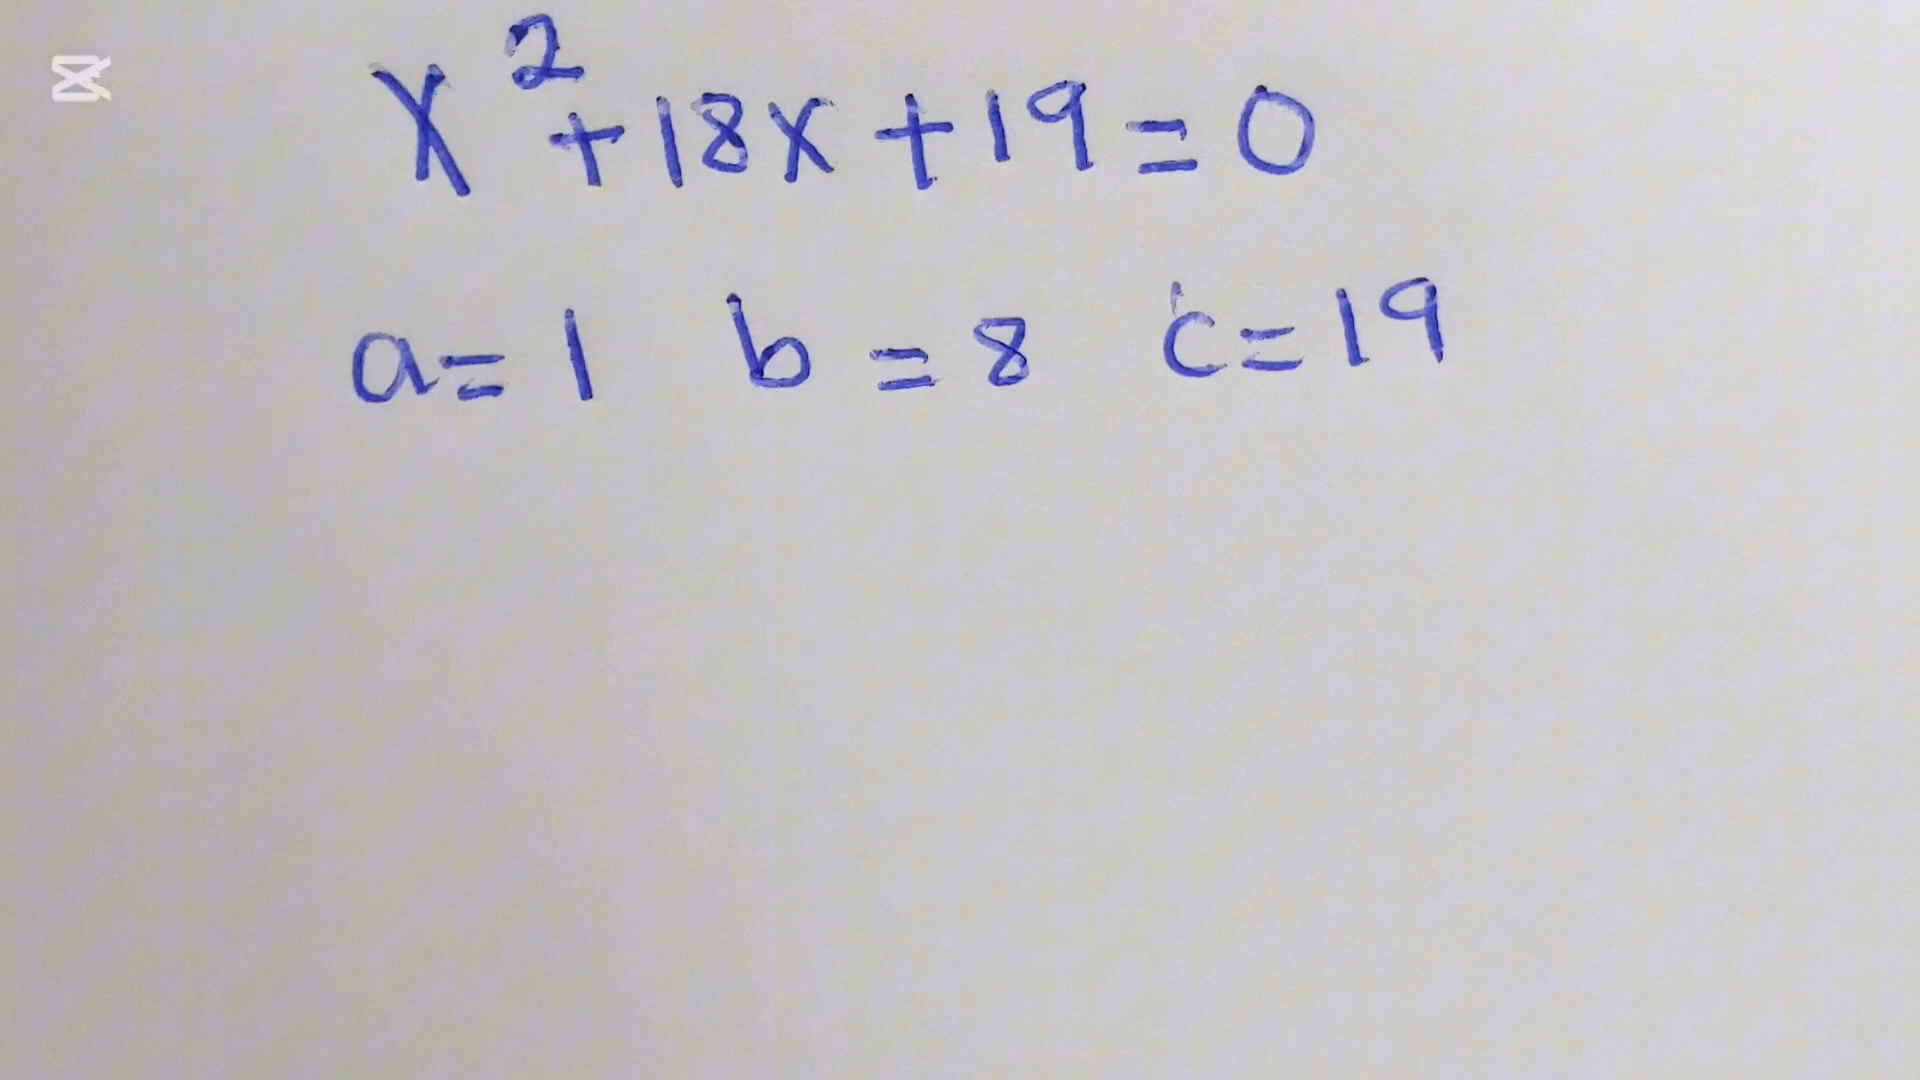 x² + 18x + 19 = 0
a = 1 b = 8 c = 19